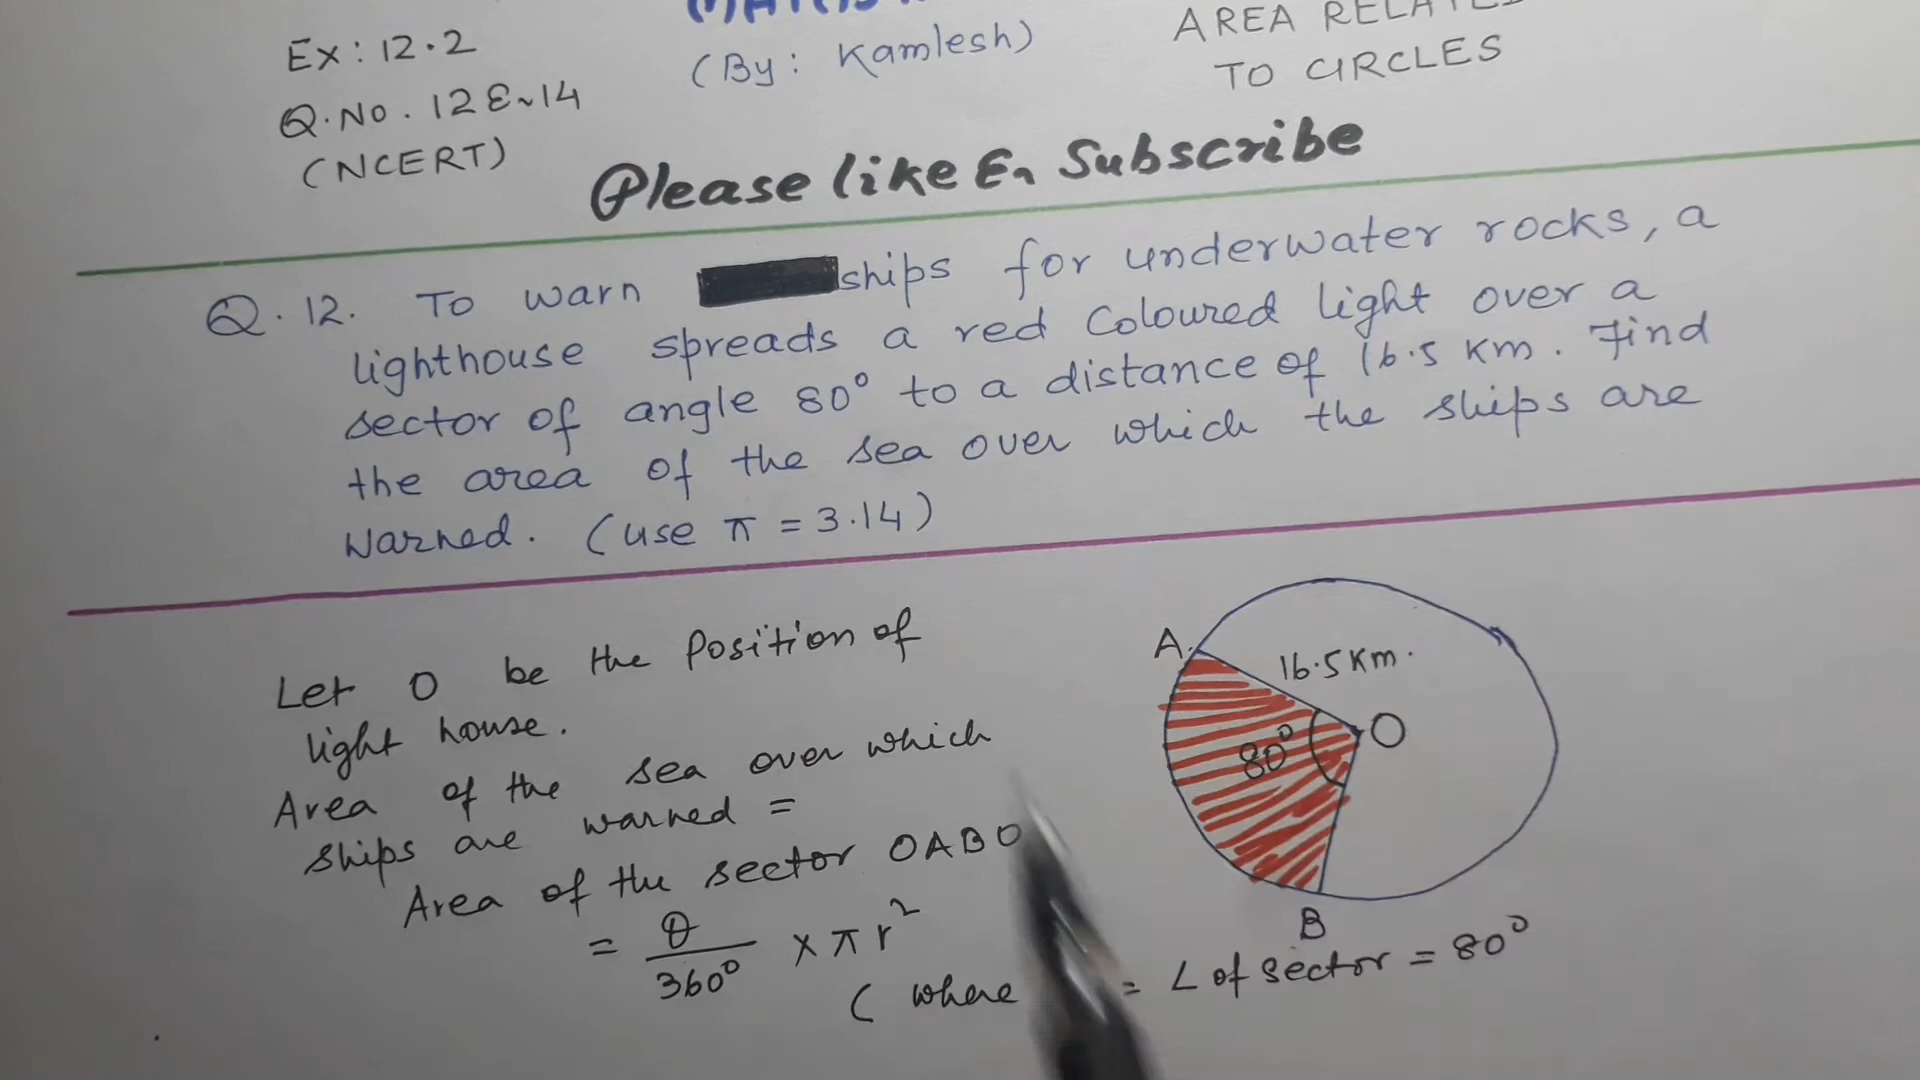 Ex: 12.2
(By: Kamlesh)
AREA RELATED
TO CIRCLES
Q.No. 12 & 14
(NCERT)
Please like & Subscribe
Q.12. To warn ships for underwater rocks, a
lighthouse spreads a red Coloured light over a
sector of angle 80° to a distance of 16.5 km. Find
the area of the sea over which the ships are
Warned. (use π = 3.14)
Let O be the Position of
light house.
Area of the sea over which
ships are warned =
Area of the sector OABO
= θ/360° × πr²
( where = ∠ of sector = 80°
A
16.5 Km.
80°
O
B